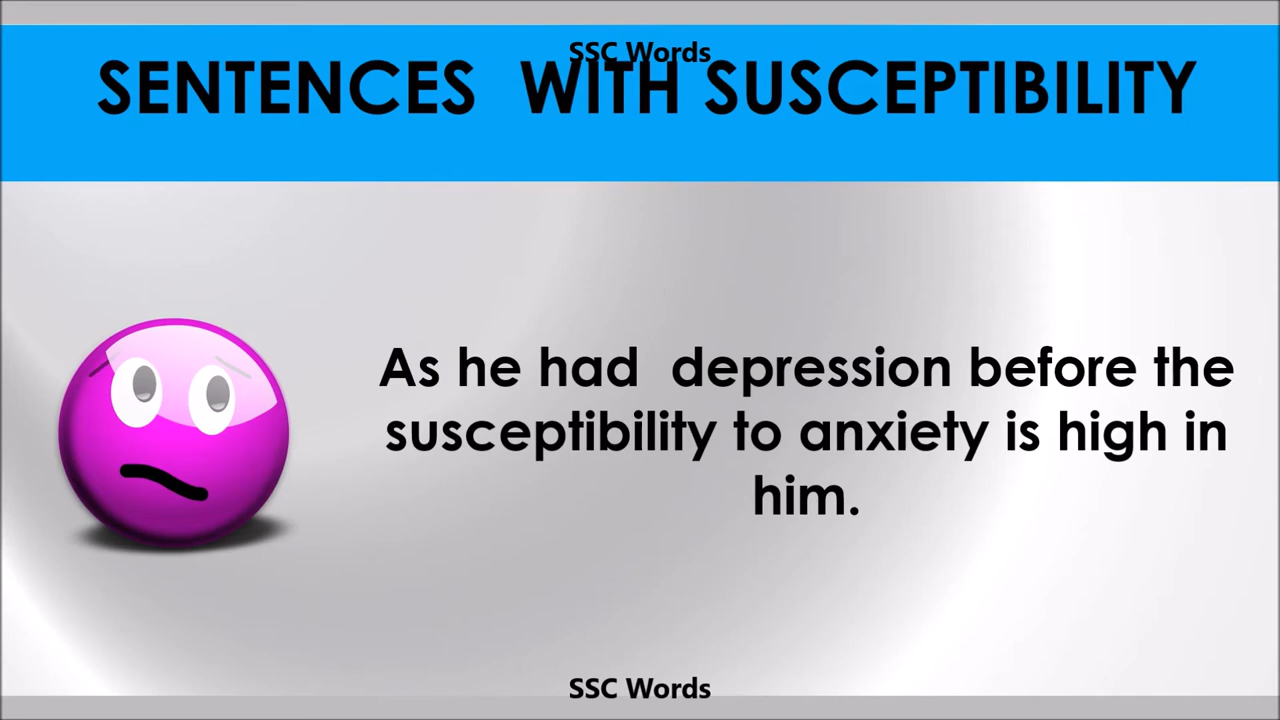 SSC Words
SENTENCES WITH SUSCEPTIBILITY
As he had depression before the
susceptibility to anxiety is high in
him.
SSC Words